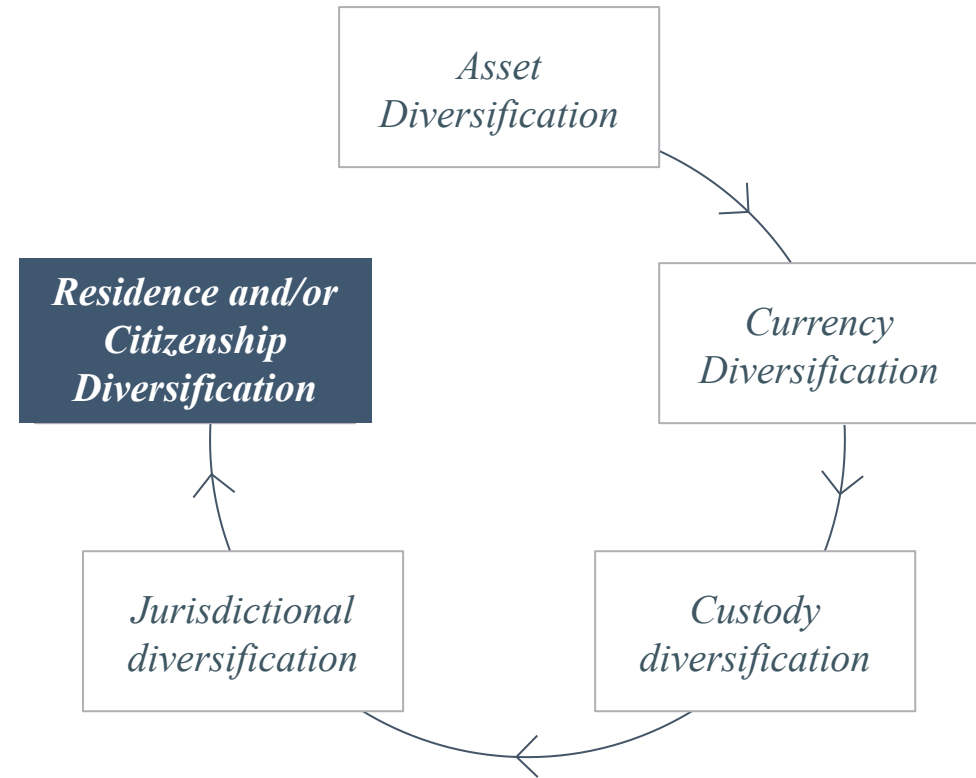 Asset
Diversification
Currency
Diversification
Custody
diversification
Jurisdictional
diversification
Residence and/or
Citizenship
Diversification